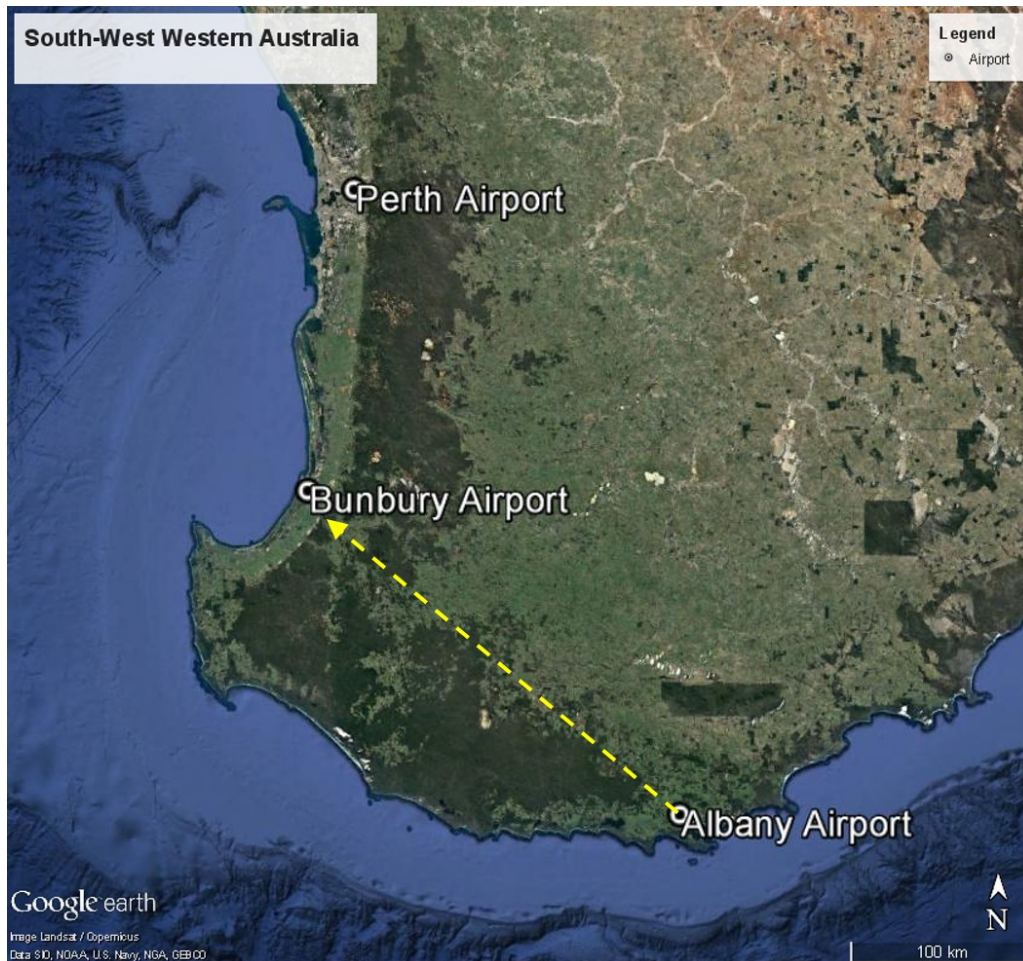 South-West Western Australia
Legend
Airport
Perth Airport
Bunbury Airport
Albany Airport
Google earth
N
Image Landsat / Copernicus
Data SIO, NOAA, U.S. Navy, NGA, GEBCO
100 km